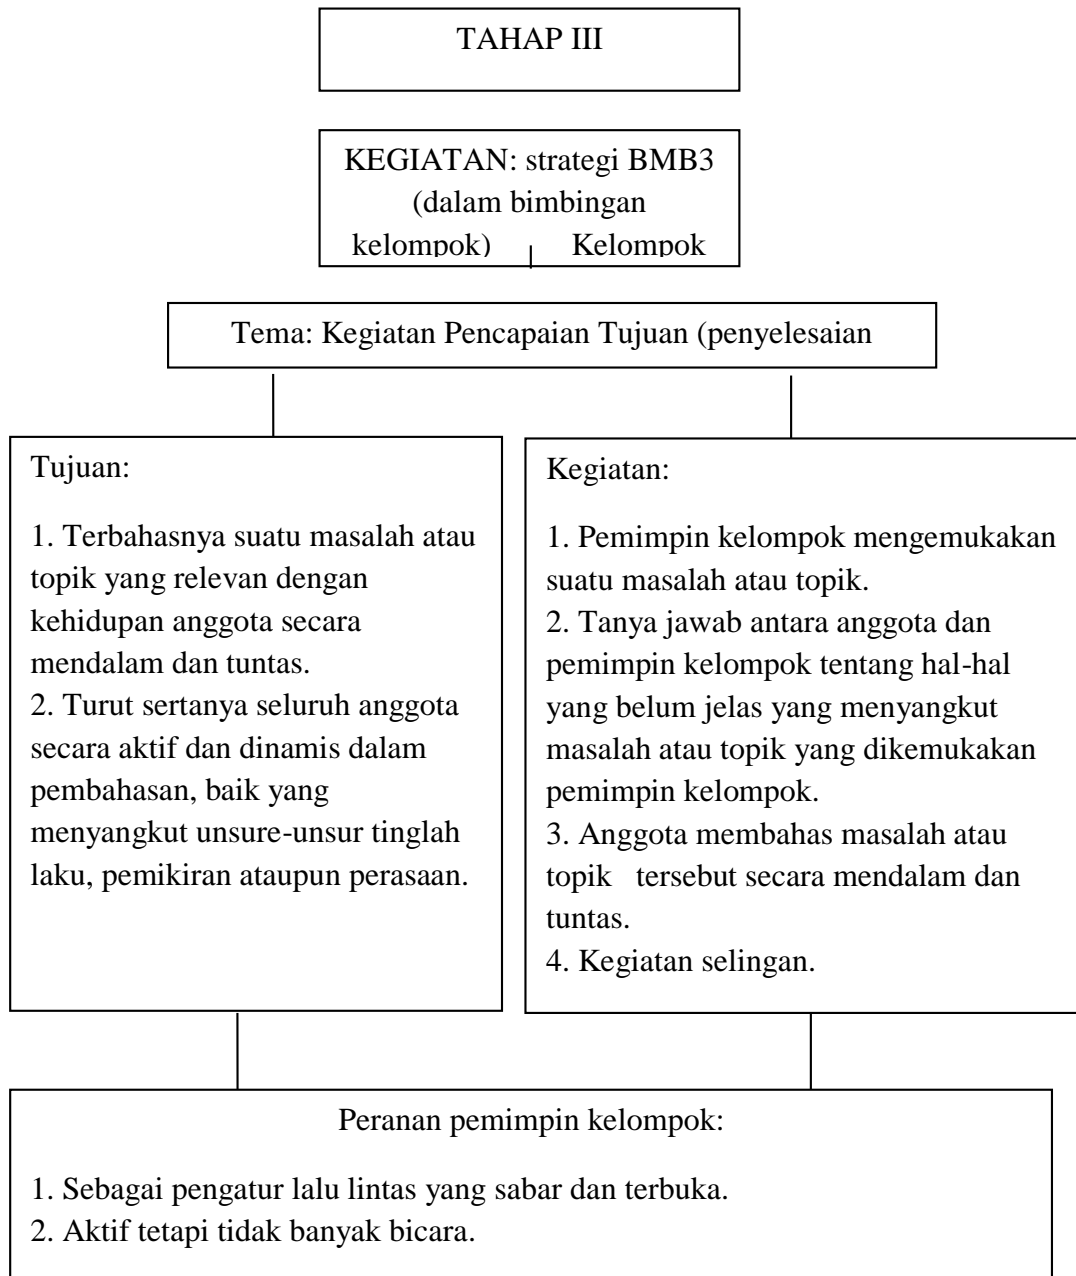 TAHAP III
KEGIATAN: strategi BMB3
(dalam bimbingan
kelompok) Kelompok
Tema: Kegiatan Pencapaian Tujuan (penyelesaian
Tujuan:
1. Terbahasnya suatu masalah atau
topik yang relevan dengan
kehidupan anggota secara
mendalam dan tuntas.
2. Turut sertanya seluruh anggota
secara aktif dan dinamis dalam
pembahasan, baik yang
menyangkut unsure-unsur tinglah
laku, pemikiran ataupun perasaan.
Kegiatan:
1. Pemimpin kelompok mengemukakan
suatu masalah atau topik.
2. Tanya jawab antara anggota dan
pemimpin kelompok tentang hal-hal
yang belum jelas yang menyangkut
masalah atau topik yang dikemukakan
pemimpin kelompok.
3. Anggota membahas masalah atau
topik tersebut secara mendalam dan
tuntas.
4. Kegiatan selingan.
Peranan pemimpin kelompok:
1. Sebagai pengatur lalu lintas yang sabar dan terbuka.
2. Aktif tetapi tidak banyak bicara.